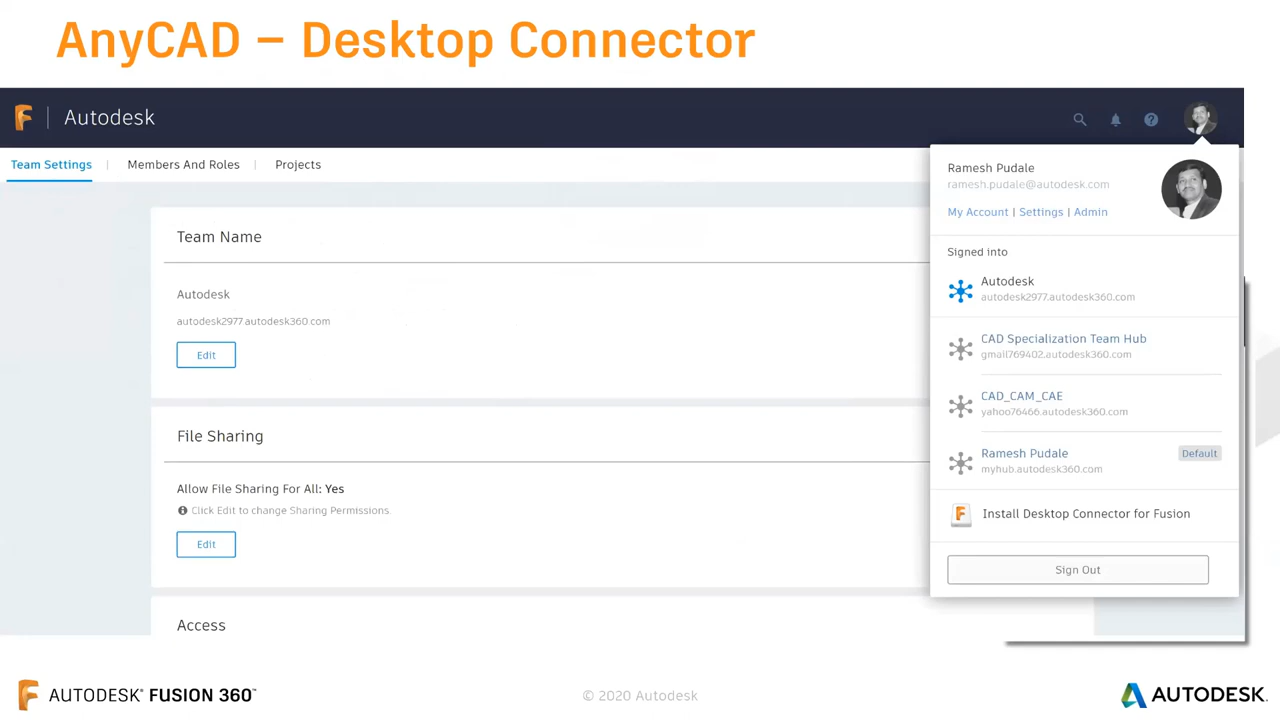 AnyCAD – Desktop Connector
Autodesk
Team Settings | Members And Roles | Projects
Team Name
Autodesk
autodesk2977.autodesk360.com
Edit
File Sharing
Allow File Sharing For All: Yes
Click Edit to change Sharing Permissions.
Edit
Access
Ramesh Pudale
ramesh.pudale@autodesk.com
My Account | Settings | Admin
Signed into
Autodesk
autodesk2977.autodesk360.com
CAD Specialization Team Hub
gmail769402.autodesk360.com
CAD_CAM_CAE
yahoo76466.autodesk360.com
Ramesh Pudale Default
myhub.autodesk360.com
Install Desktop Connector for Fusion
Sign Out
AUTODESK® FUSION 360™
© 2020 Autodesk
AUTODESK.